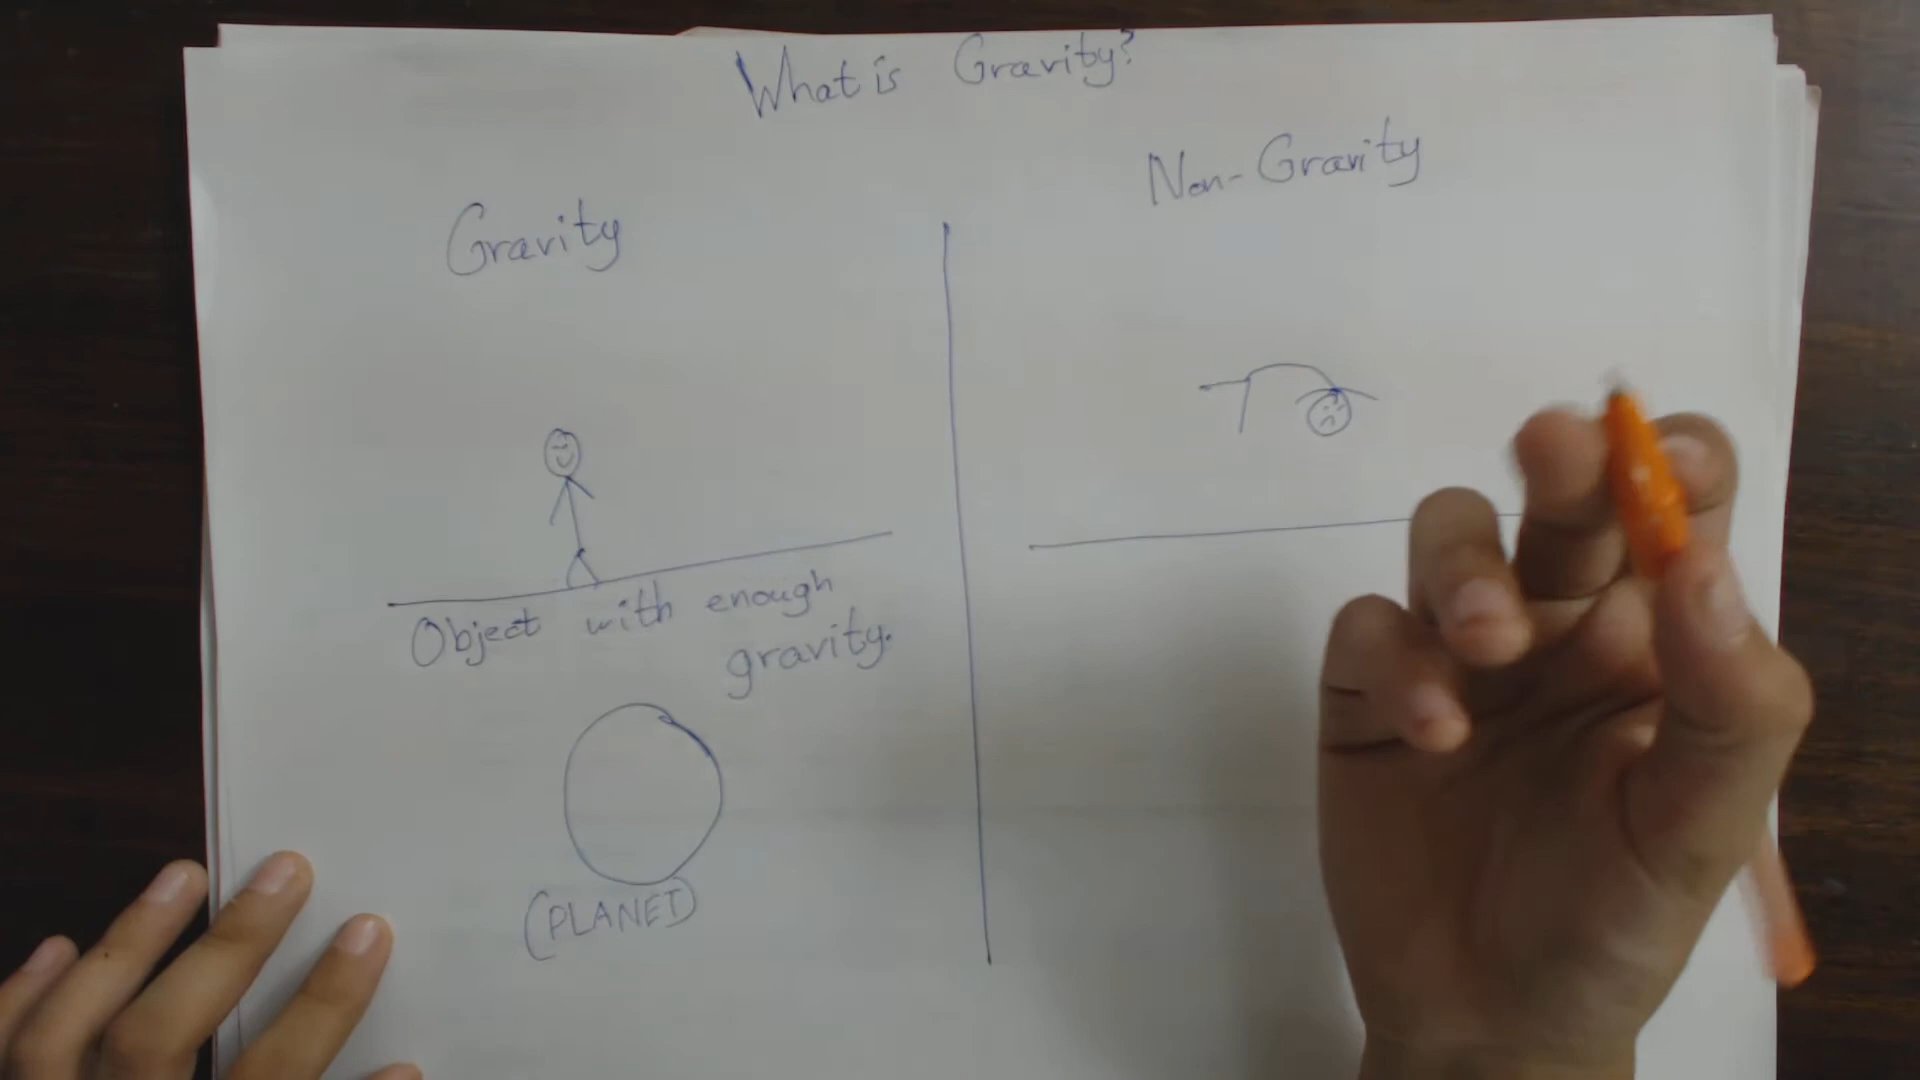 What is Gravity?
Gravity
Non-Gravity
Object with enough
gravity.
(PLANET)